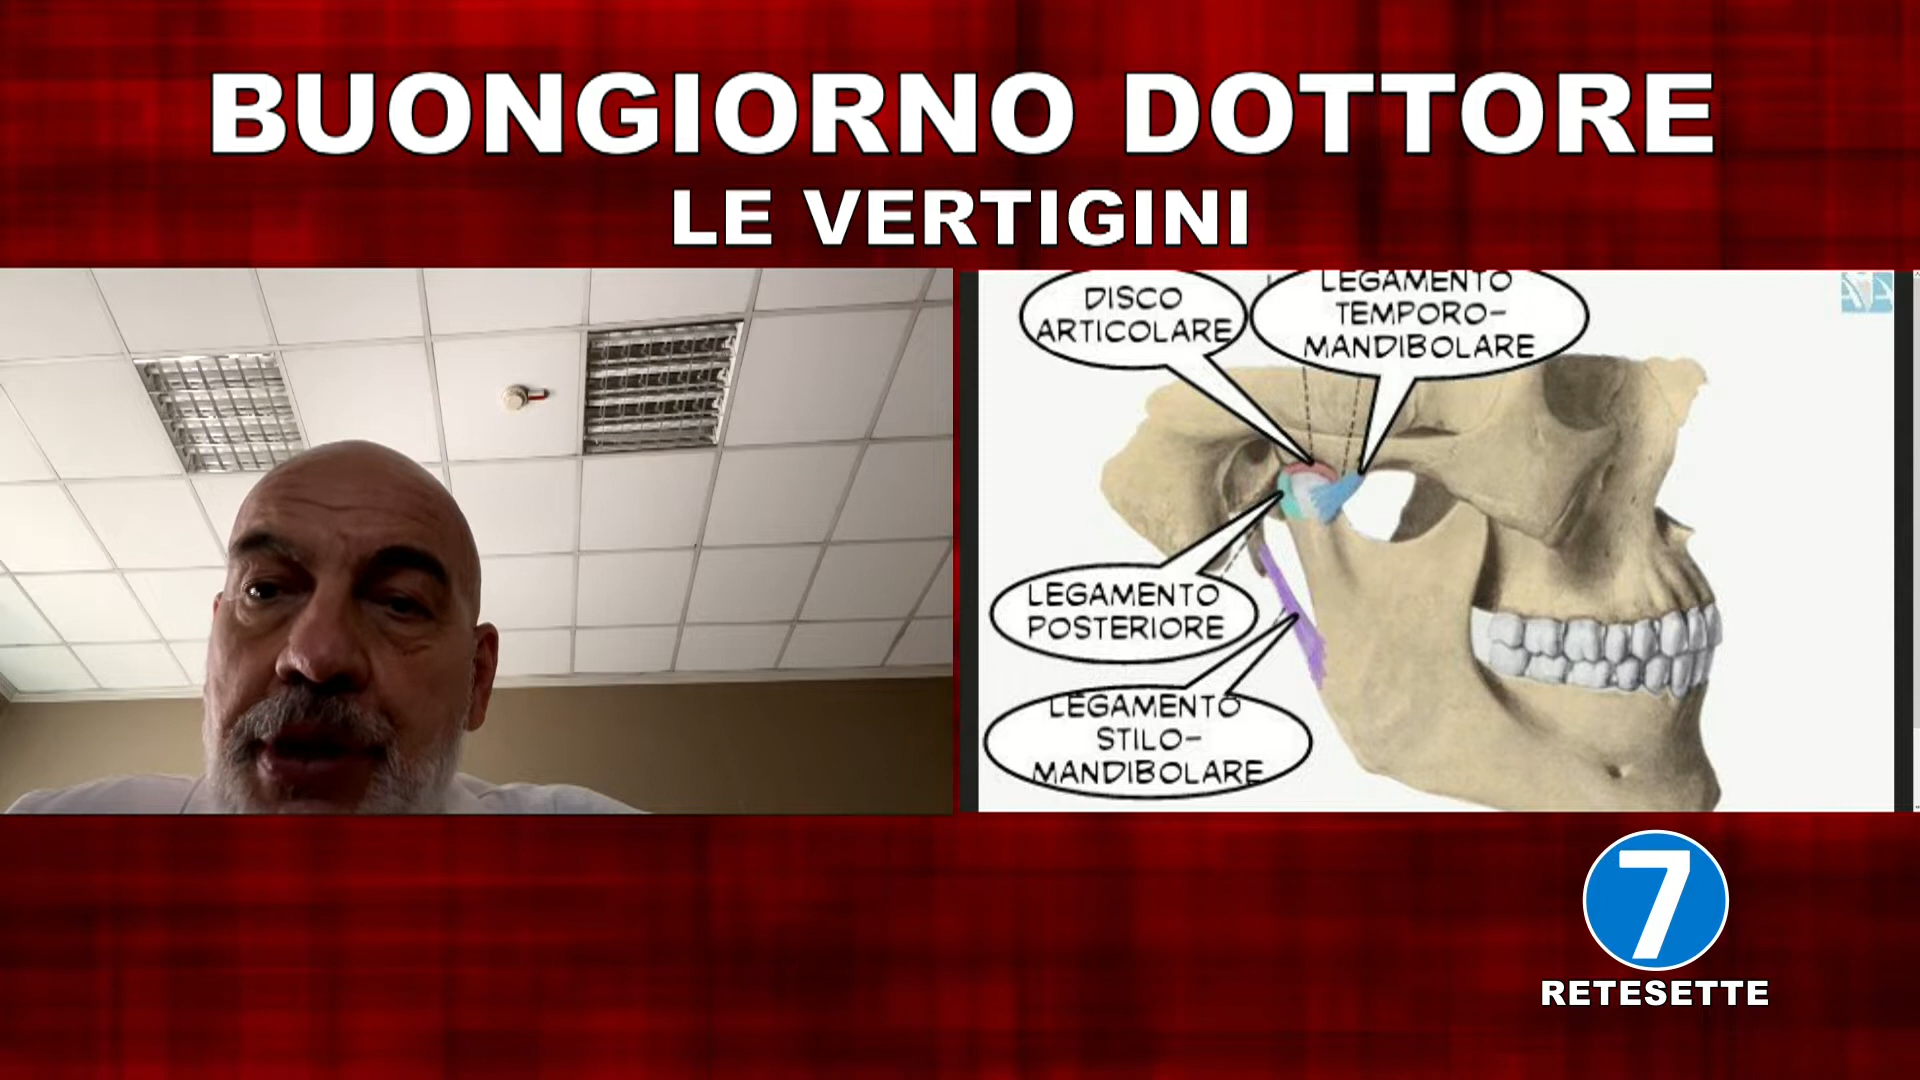 BUONGIORNO DOTTORE
LE VERTIGINI
DISCO
ARTICOLARE
LEGAMENTO
TEMPORO-
MANDIBOLARE
LEGAMENTO
POSTERIORE
LEGAMENTO
STILO-
MANDIBOLARE
7
RETESETTE